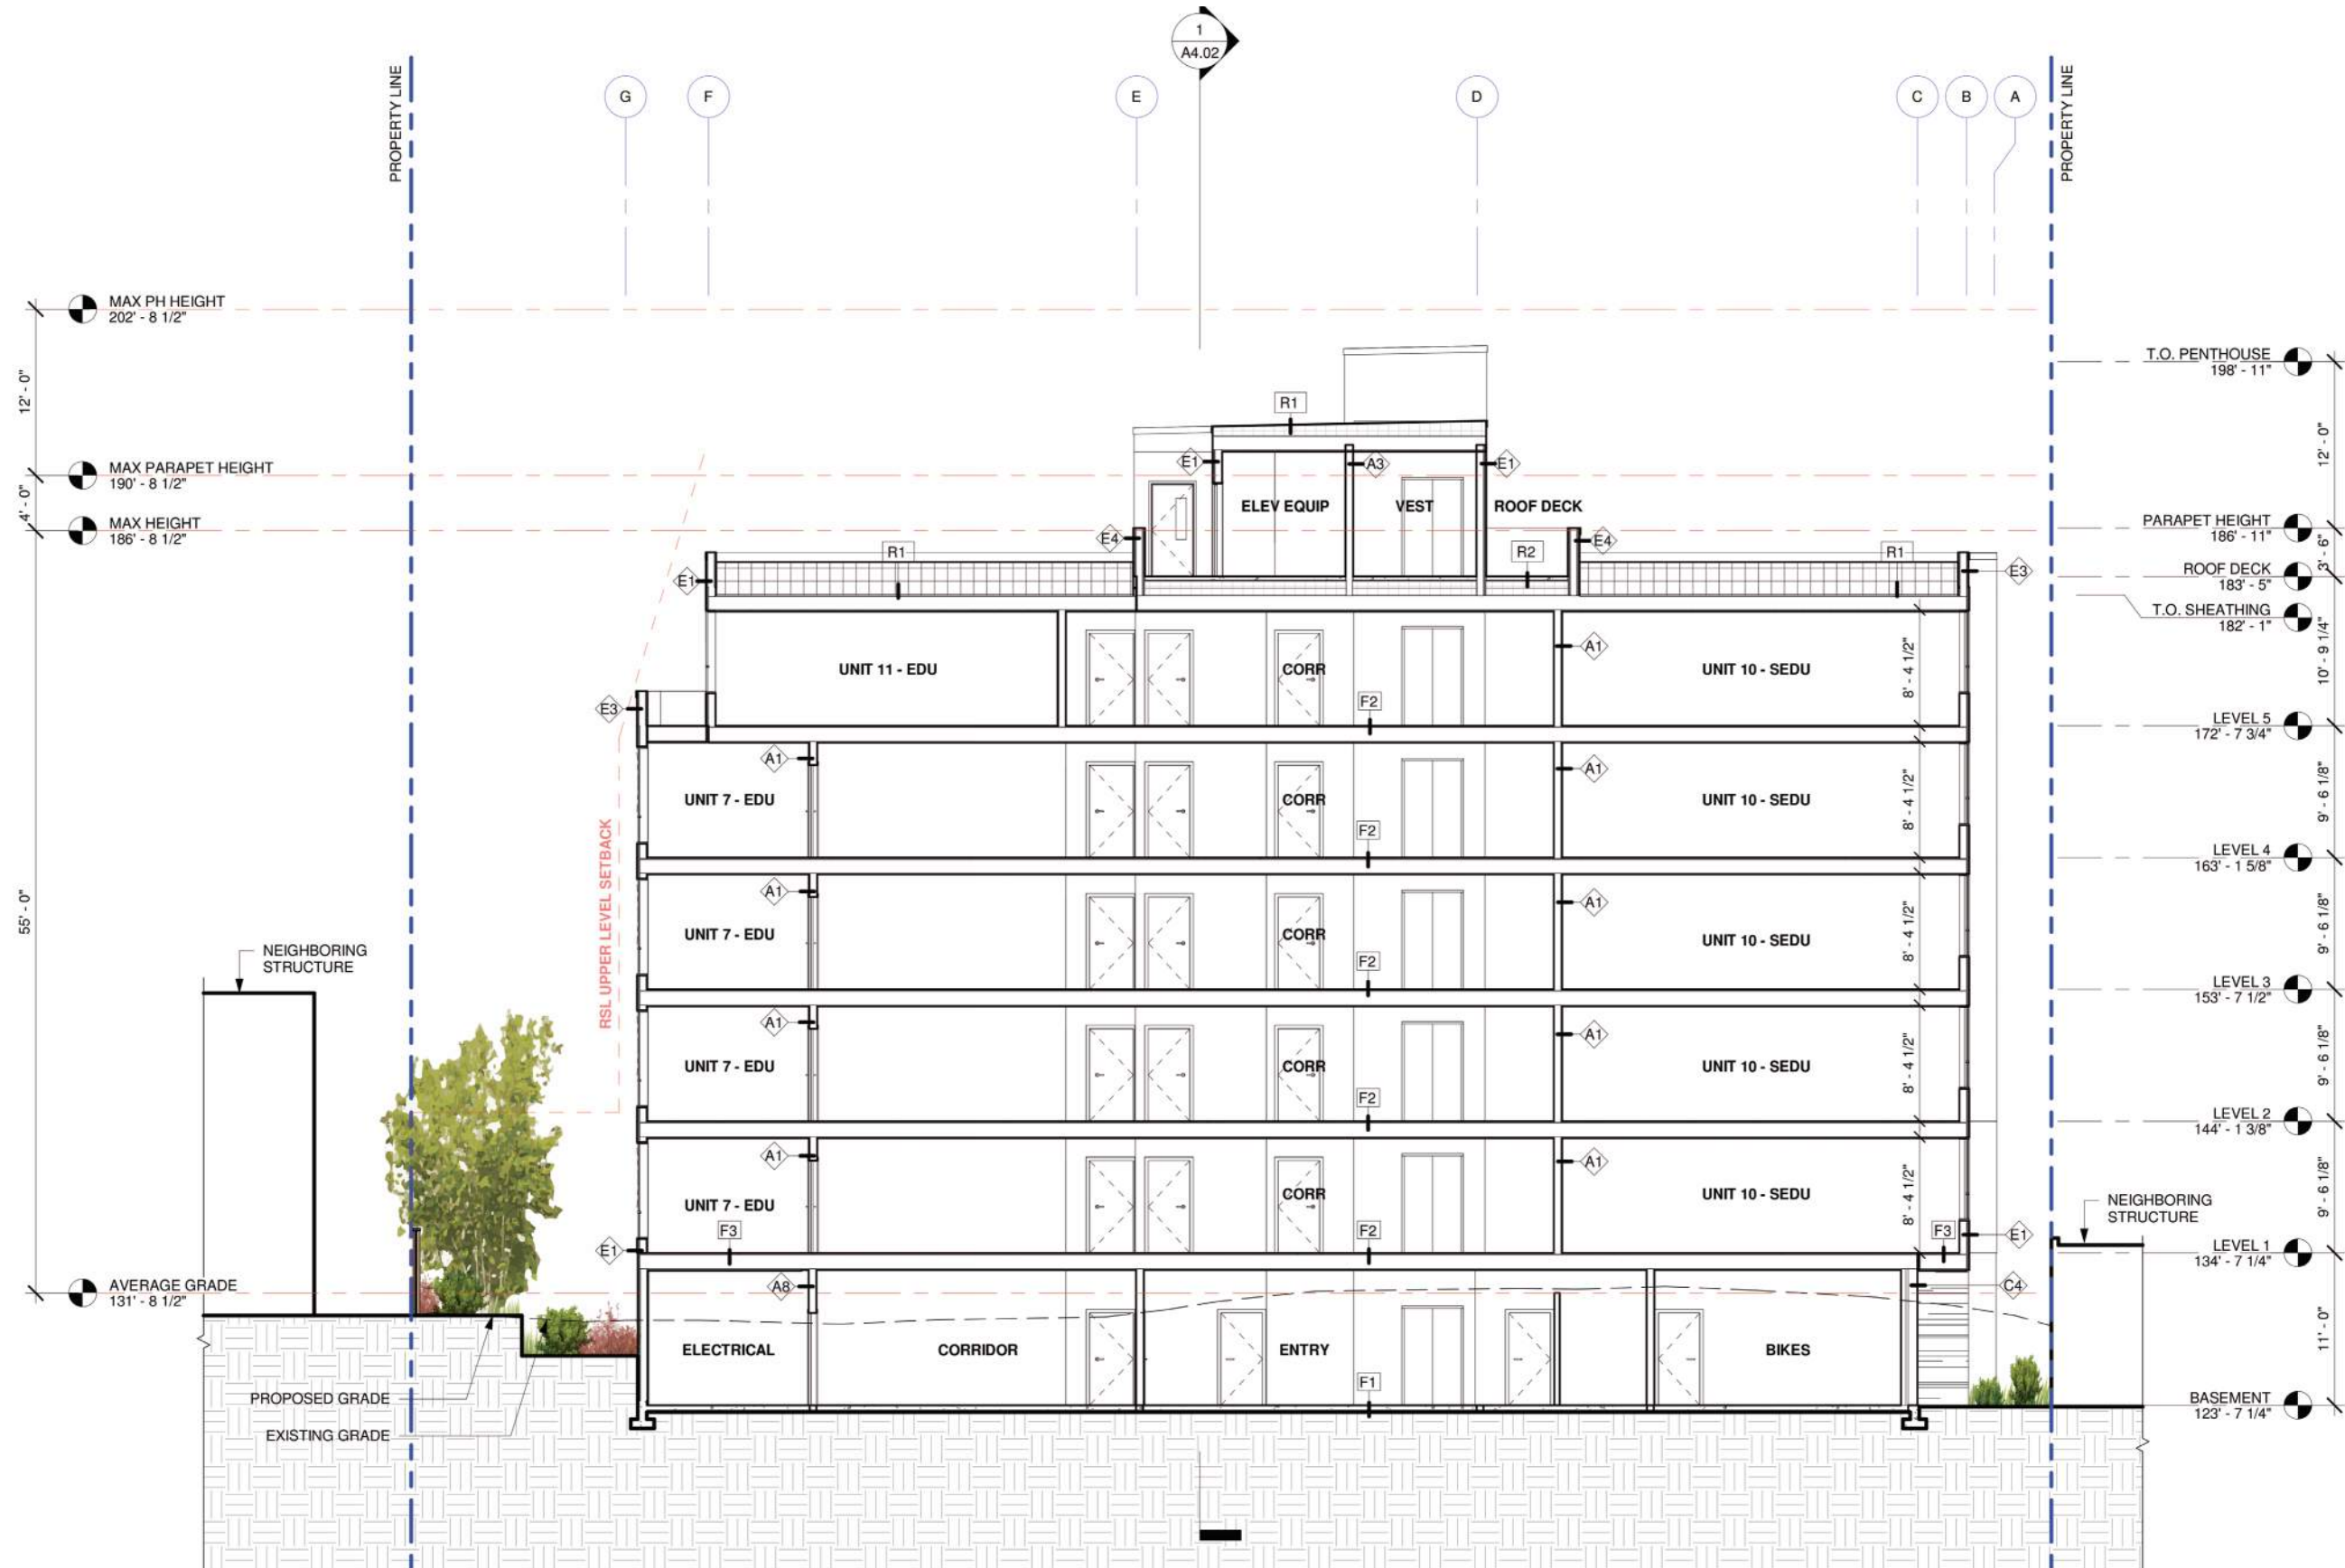 1
A4.02
PROPERTY LINE
G
F
E
D
C
B
A
PROPERTY LINE
MAX PH HEIGHT
202' - 8 1/2"
12' - 0"
MAX PARAPET HEIGHT
190' - 8 1/2"
4' - 0"
MAX HEIGHT
186' - 8 1/2"
55' - 0"
AVERAGE GRADE
131' - 8 1/2"
T.O. PENTHOUSE
198' - 11"
12' - 0"
PARAPET HEIGHT
186' - 11"
3' - 6"
ROOF DECK
183' - 5"
T.O. SHEATHING
182' - 1"
10' - 9 1/4"
LEVEL 5
172' - 7 3/4"
9' - 6 1/8"
LEVEL 4
163' - 1 5/8"
9' - 6 1/8"
LEVEL 3
153' - 7 1/2"
9' - 6 1/8"
LEVEL 2
144' - 1 3/8"
9' - 6 1/8"
LEVEL 1
134' - 7 1/4"
11' - 0"
BASEMENT
123' - 7 1/4"
R1
E1
A3
E1
ELEV EQUIP
VEST
ROOF DECK
E4
E4
R1
R2
R1
E1
E3
UNIT 11 - EDU
CORR
A1
UNIT 10 - SEDU
8' - 4 1/2"
E3
F2
A1
UNIT 7 - EDU
CORR
A1
UNIT 10 - SEDU
8' - 4 1/2"
F2
RSL UPPER LEVEL SETBACK
A1
UNIT 7 - EDU
CORR
A1
UNIT 10 - SEDU
8' - 4 1/2"
F2
A1
UNIT 7 - EDU
CORR
A1
UNIT 10 - SEDU
8' - 4 1/2"
F2
A1
UNIT 7 - EDU
CORR
A1
UNIT 10 - SEDU
8' - 4 1/2"
F3
F2
F3
E1
E1
A8
C4
ELECTRICAL
CORRIDOR
ENTRY
BIKES
F1
NEIGHBORING
STRUCTURE
NEIGHBORING
STRUCTURE
PROPOSED GRADE
EXISTING GRADE